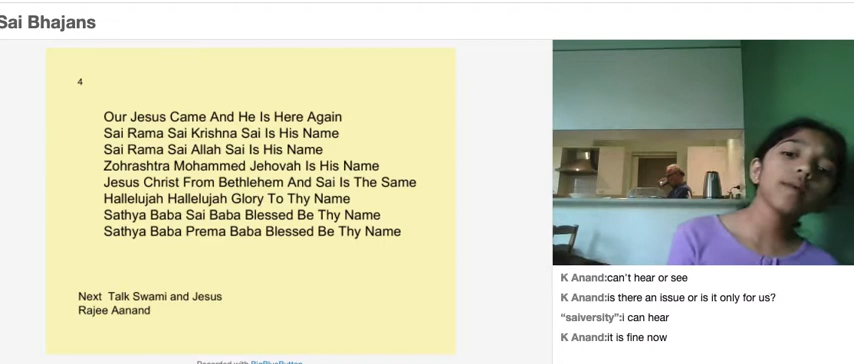 Sai Bhajans
4
Our Jesus Came And He Is Here Again
Sai Rama Sai Krishna Sai Is His Name
Sai Rama Sai Allah Sai Is His Name
Zohrashtra Mohammed Jehovah Is His Name
Jesus Christ From Bethlehem And Sai Is The Same
Hallelujah Hallelujah Glory To Thy Name
Sathya Baba Sai Baba Blessed Be Thy Name
Sathya Baba Prema Baba Blessed Be Thy Name
Next Talk Swami and Jesus
Rajee Aanand
Recorded with BigBlueButton
K Anand:can't hear or see
K Anand:is there an issue or is it only for us?
"saiversity":i can hear
K Anand:it is fine now